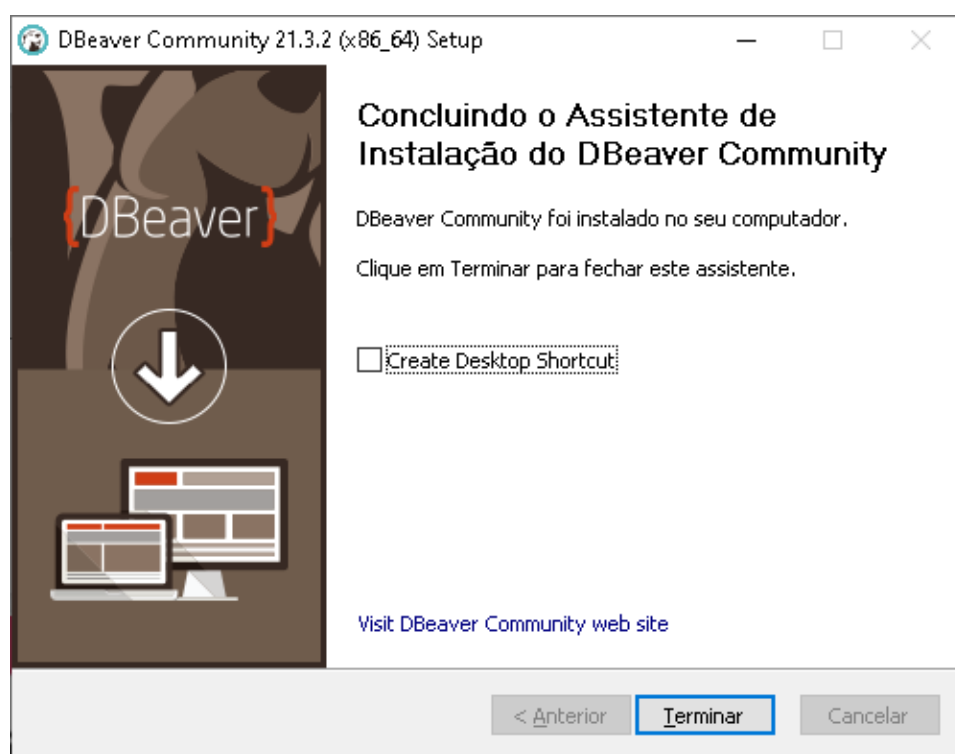 DBeaver Community 21.3.2 (x86_64) Setup
Concluindo o Assistente de
Instalação do DBeaver Community
{DBeaver}
DBeaver Community foi instalado no seu computador.
Clique em Terminar para fechar este assistente.
Create Desktop Shortcut
Visit DBeaver Community web site
< Anterior
Terminar
Cancelar